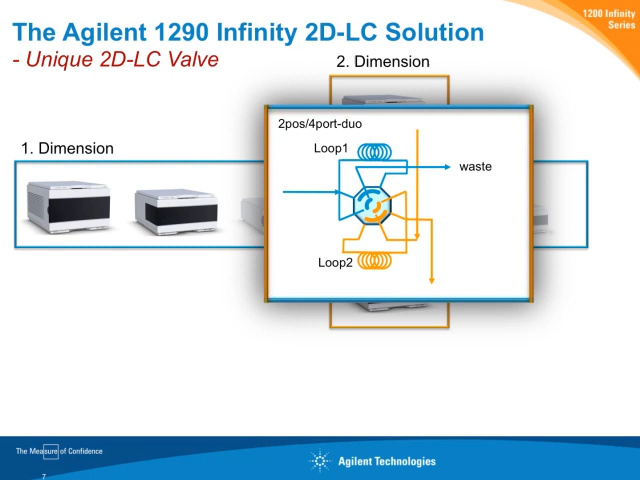 The Agilent 1290 Infinity 2D-LC Solution
- Unique 2D-LC Valve
1200 Infinity
Series
2. Dimension
1. Dimension
2pos/4port-duo
Loop1
waste
Loop2
The Measure of Confidence
Agilent Technologies
7